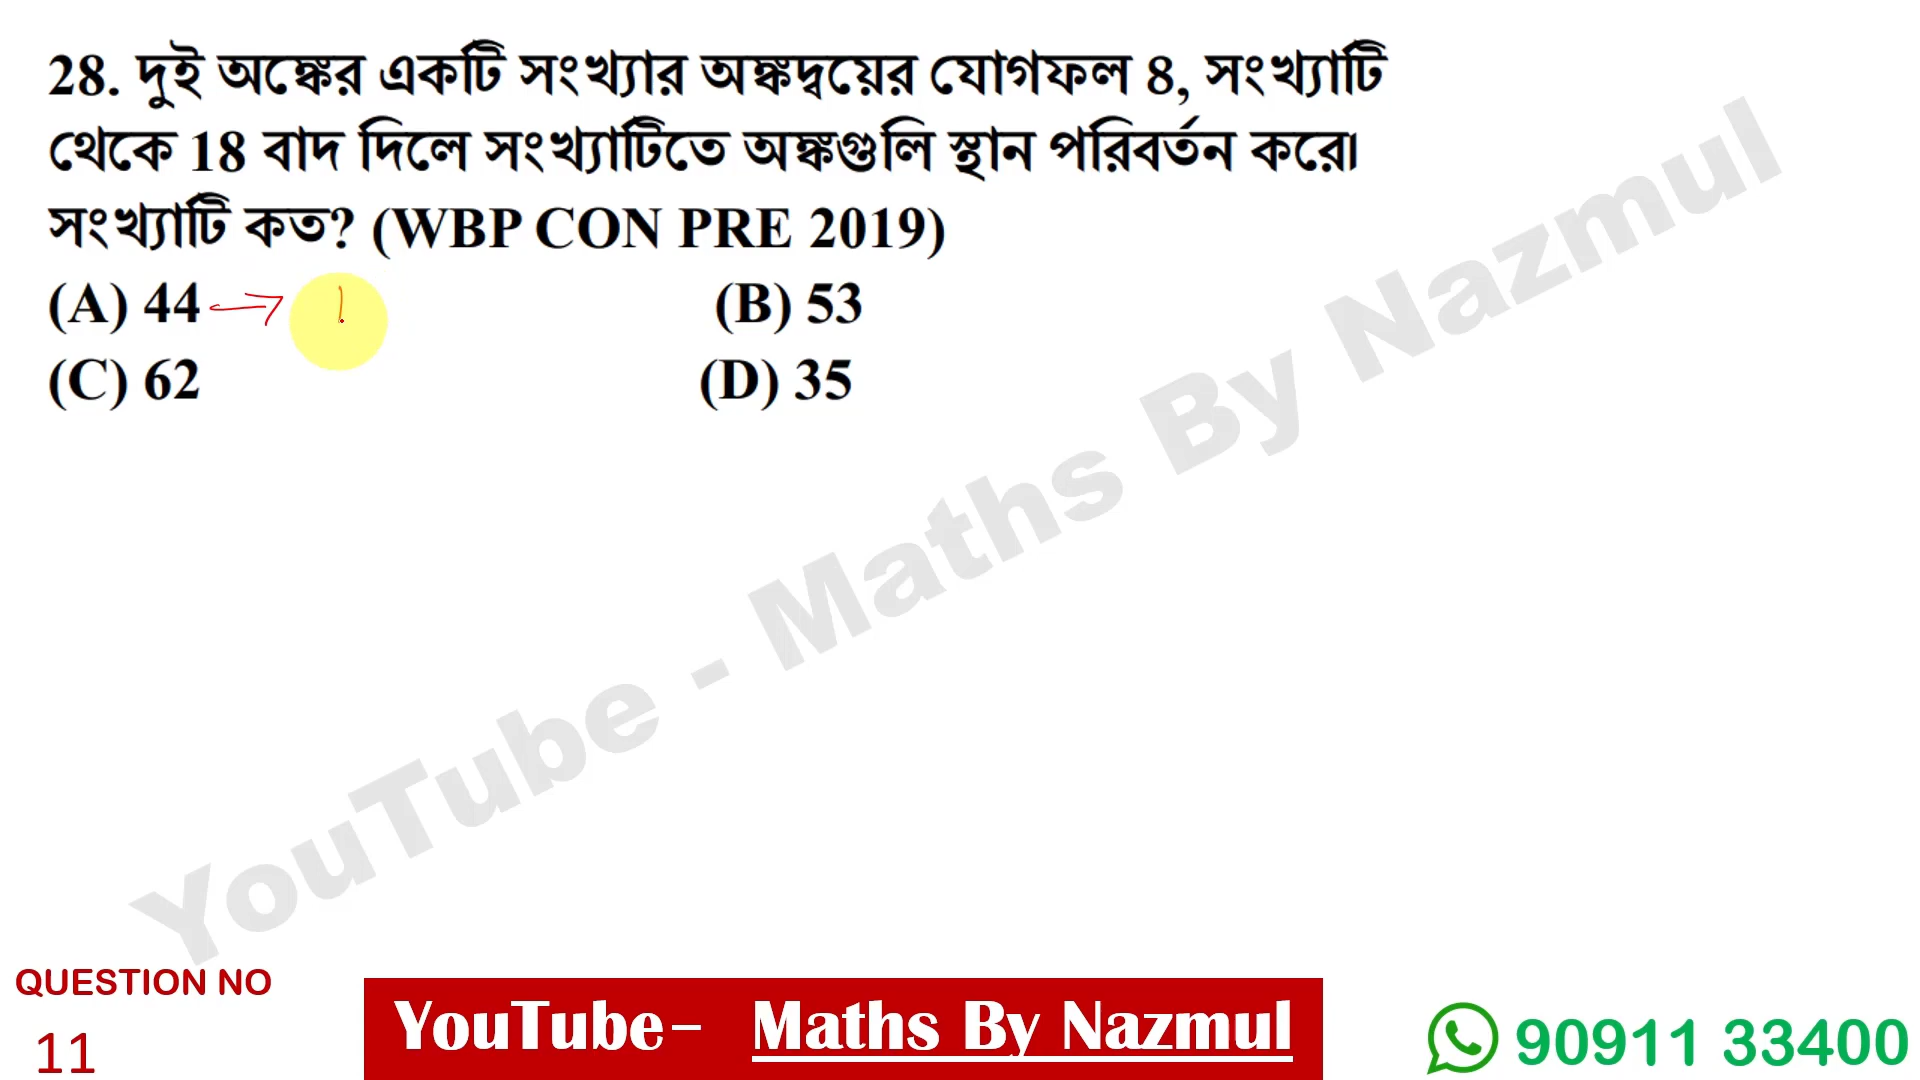 28. দুই অঙ্কের একটি সংখ্যার অঙ্কদ্বয়ের যোগফল 8, সংখ্যাটি
থেকে 18 বাদ দিলে সংখ্যাটিতে অঙ্কগুলি স্থান পরিবর্তন করে।
সংখ্যাটি কত? (WBP CON PRE 2019)
(A) 44 (B) 53
(C) 62 (D) 35
YouTube - Maths By Nazmul
QUESTION NO
11
YouTube- Maths By Nazmul
90911 33400